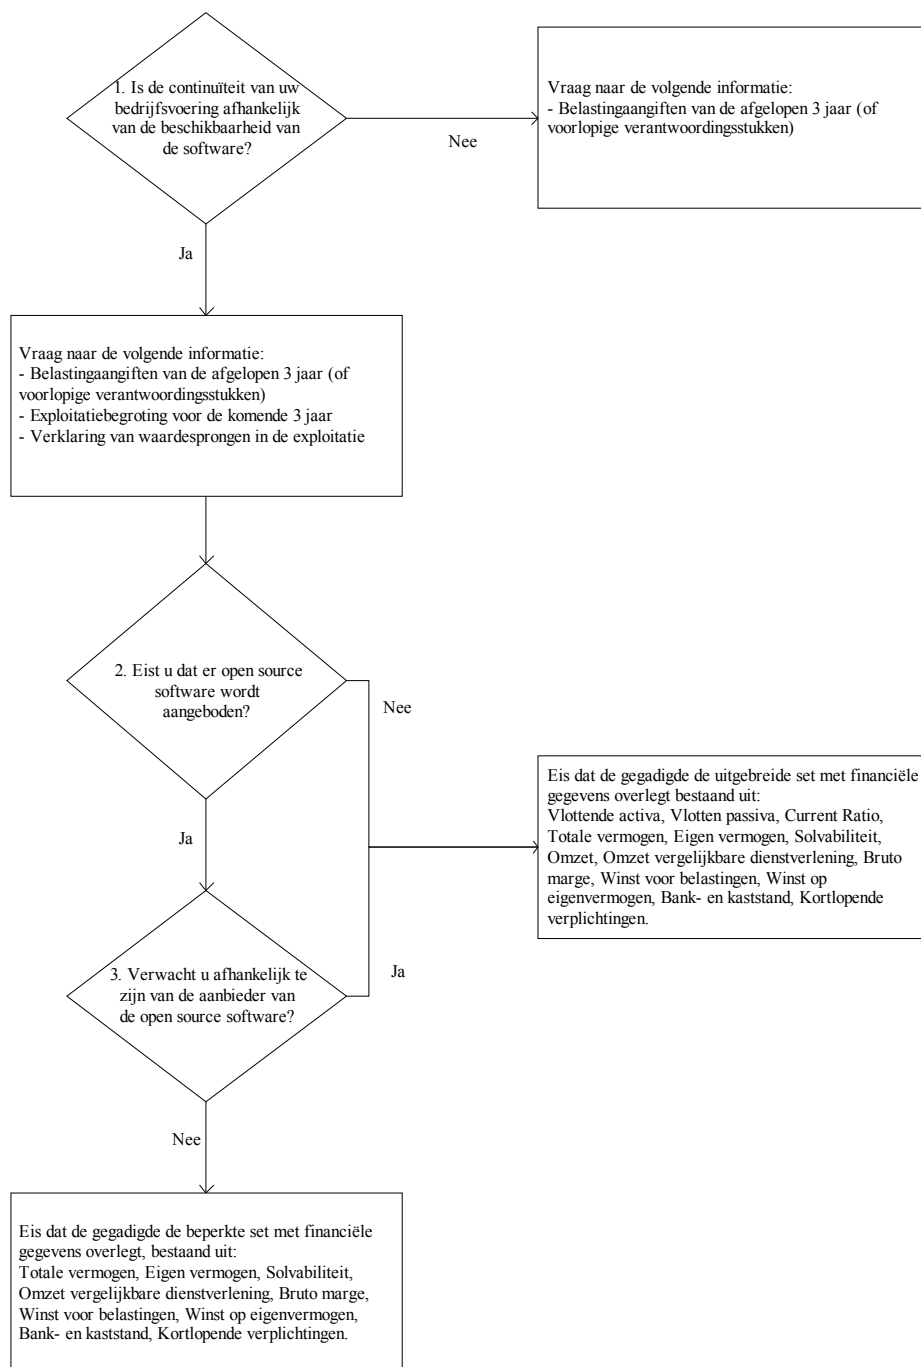 1. Is de continuïteit van uw
bedrijfsvoering afhankelijk
van de beschikbaarheid van
de software?
Nee
Vraag naar de volgende informatie:
- Belastingaangiften van de afgelopen 3 jaar (of
voorlopige verantwoordingsstukken)
Ja
Vraag naar de volgende informatie:
- Belastingaangiften van de afgelopen 3 jaar (of
voorlopige verantwoordingsstukken)
- Exploitatiebegroting voor de komende 3 jaar
- Verklaring van waardesprongen in de exploitatie
2. Eist u dat er open source
software wordt
aangeboden?
Nee
Ja
Eis dat de gegadigde de uitgebreide set met financiële
gegevens overlegt bestaand uit:
Vlottende activa, Vlotten passiva, Current Ratio,
Totale vermogen, Eigen vermogen, Solvabiliteit,
Omzet, Omzet vergelijkbare dienstverlening, Bruto
marge, Winst voor belastingen, Winst op
eigenvermogen, Bank- en kaststand, Kortlopende
verplichtingen.
3. Verwacht u afhankelijk te
zijn van de aanbieder van
de open source software?
Ja
Nee
Eis dat de gegadigde de beperkte set met financiële
gegevens overlegt, bestaand uit:
Totale vermogen, Eigen vermogen, Solvabiliteit,
Omzet vergelijkbare dienstverlening, Bruto marge,
Winst voor belastingen, Winst op eigenvermogen,
Bank- en kaststand, Kortlopende verplichtingen.